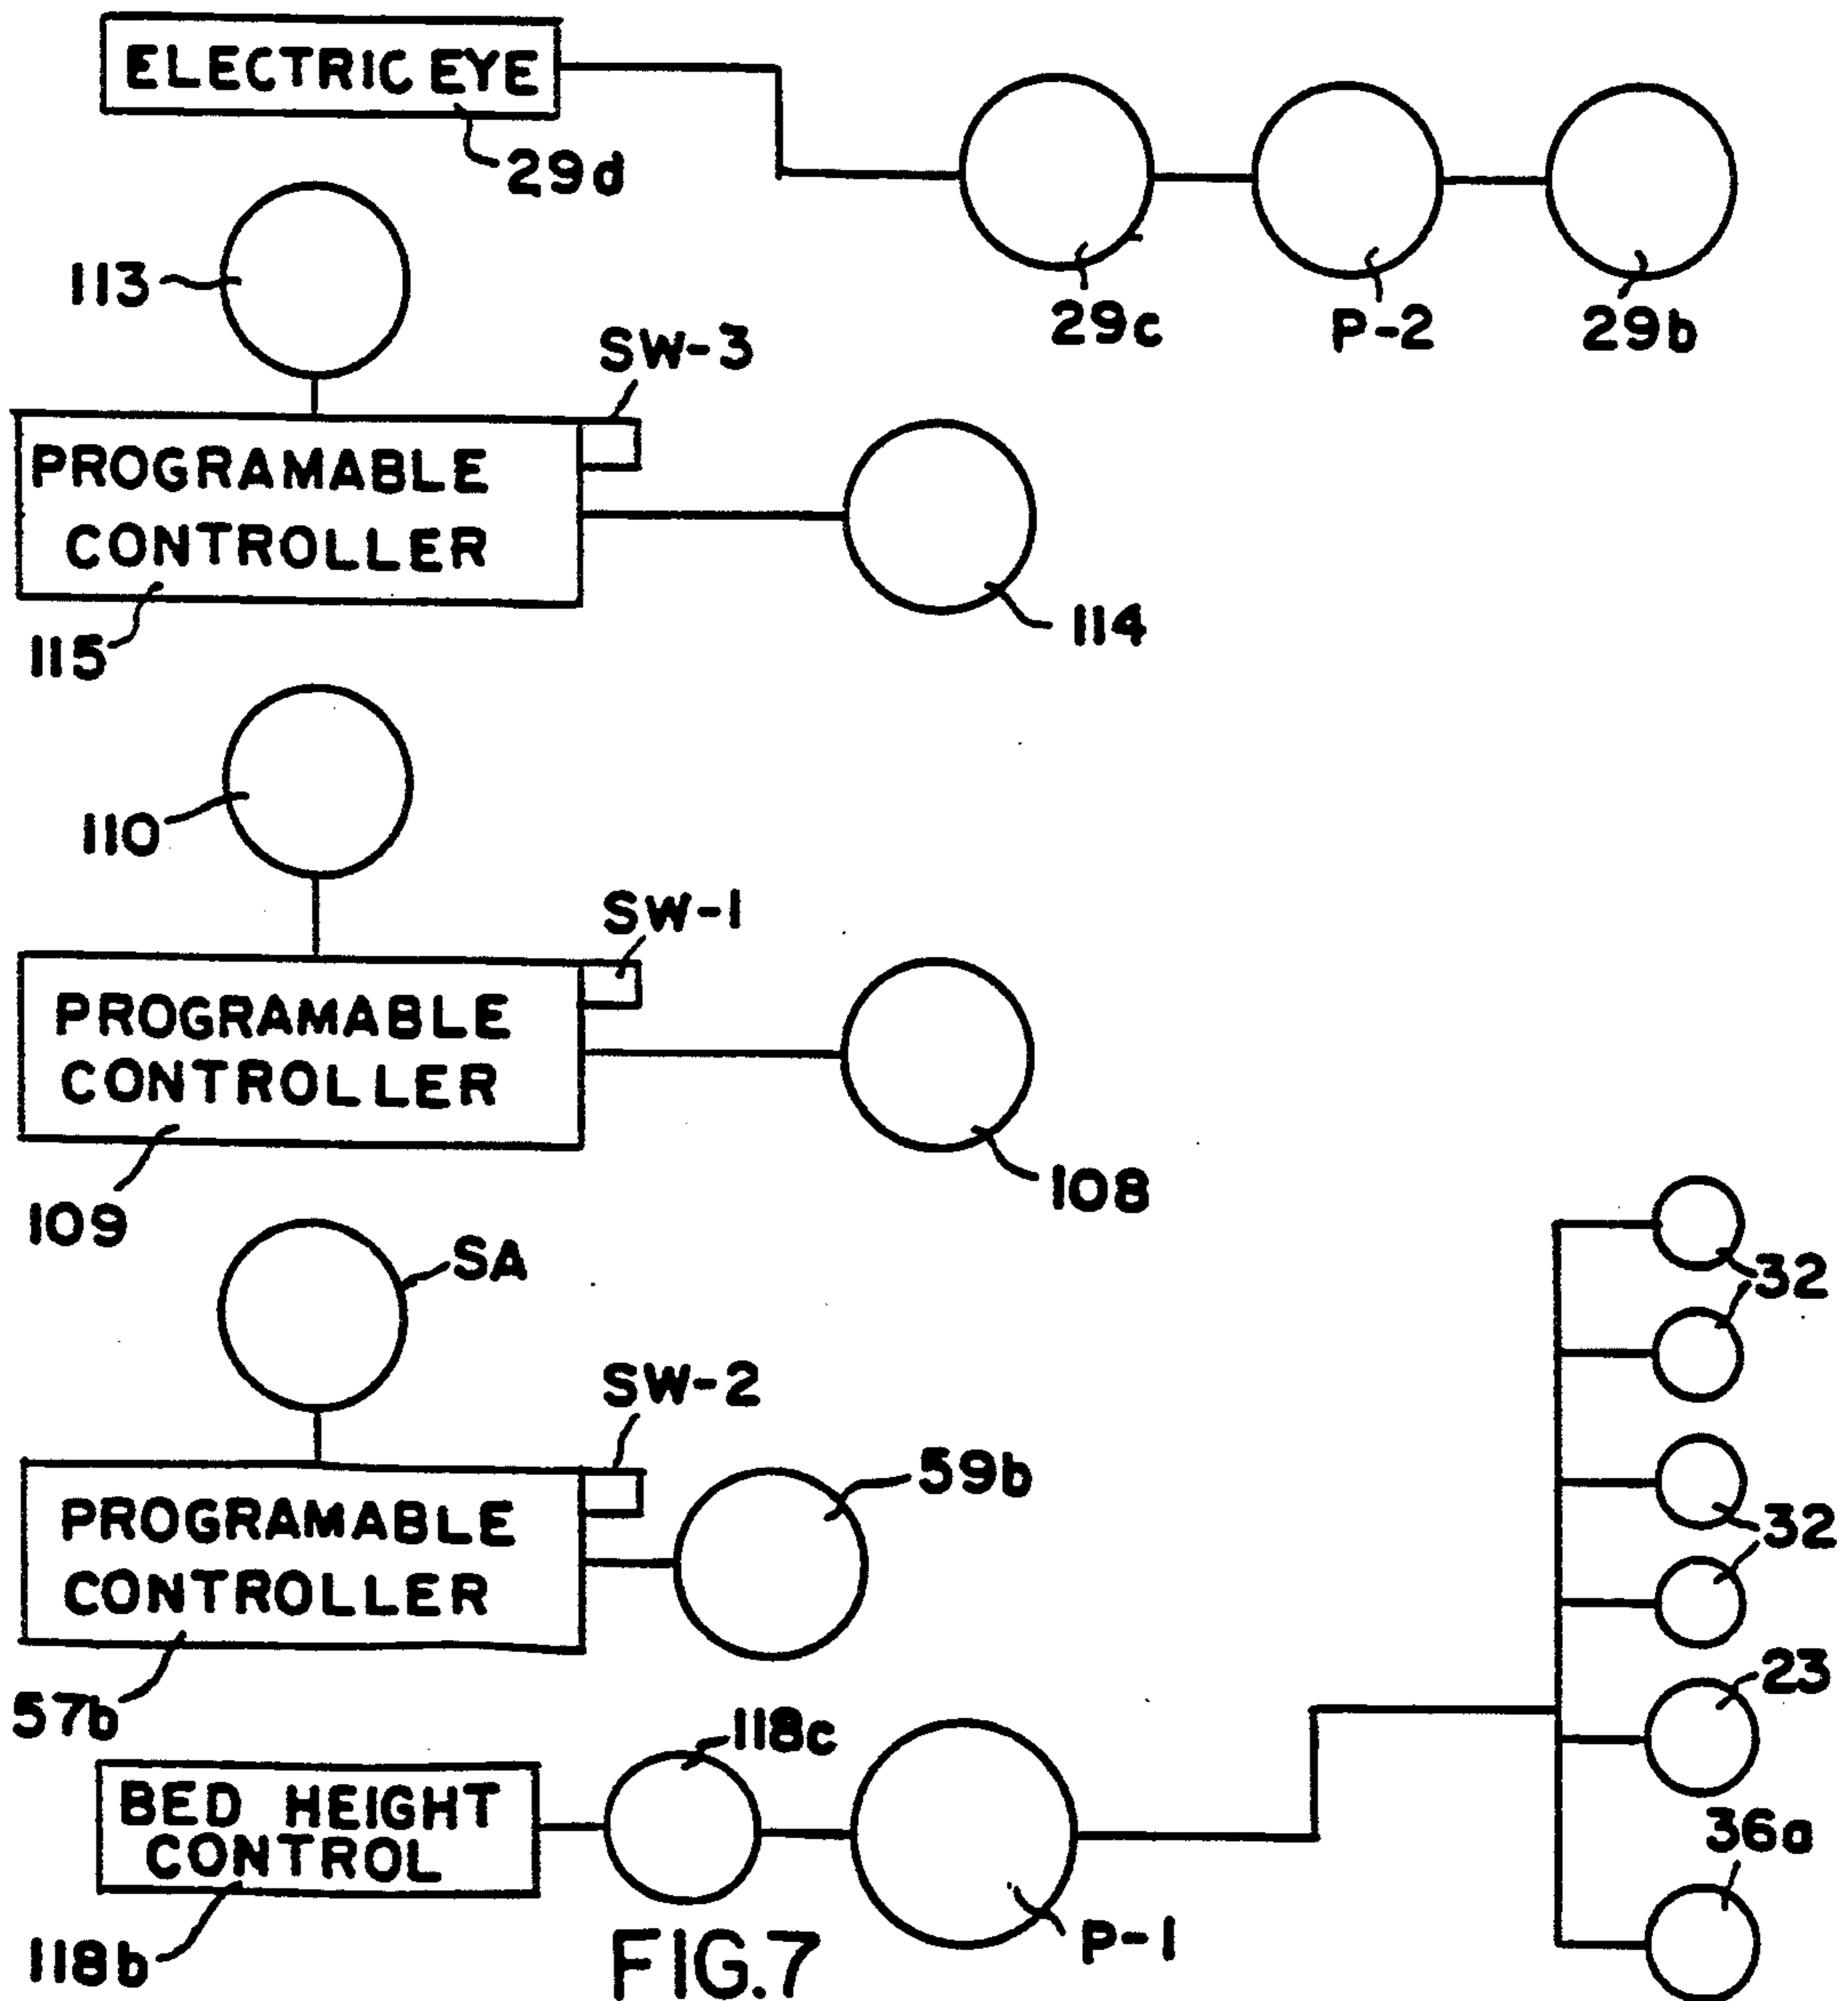 ELECTRIC EYE
29d
29c
P-2
29b
113
SW-3
PROGRAMABLE
CONTROLLER
115
114
110
SW-1
PROGRAMABLE
CONTROLLER
109
108
SA
32
SW-2
59b
PROGRAMABLE
CONTROLLER
32
57b
23
118c
BED HEIGHT
CONTROL
36a
118b
P-1
FIG.7